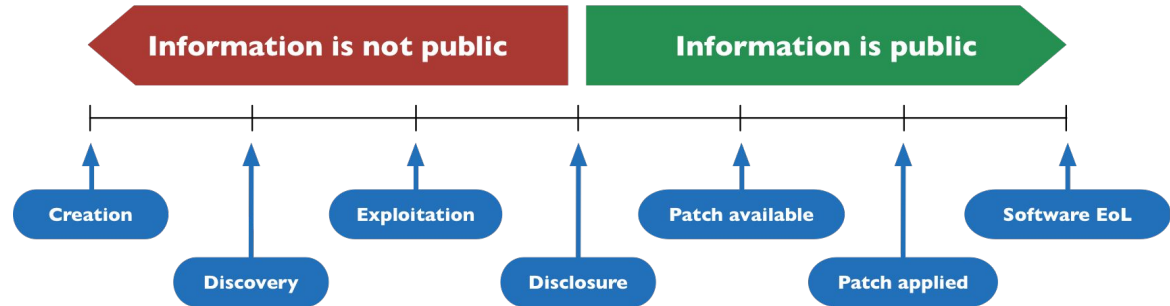 Information is not public
Information is public
Creation
Exploitation
Patch available
Software EoL
Discovery
Disclosure
Patch applied